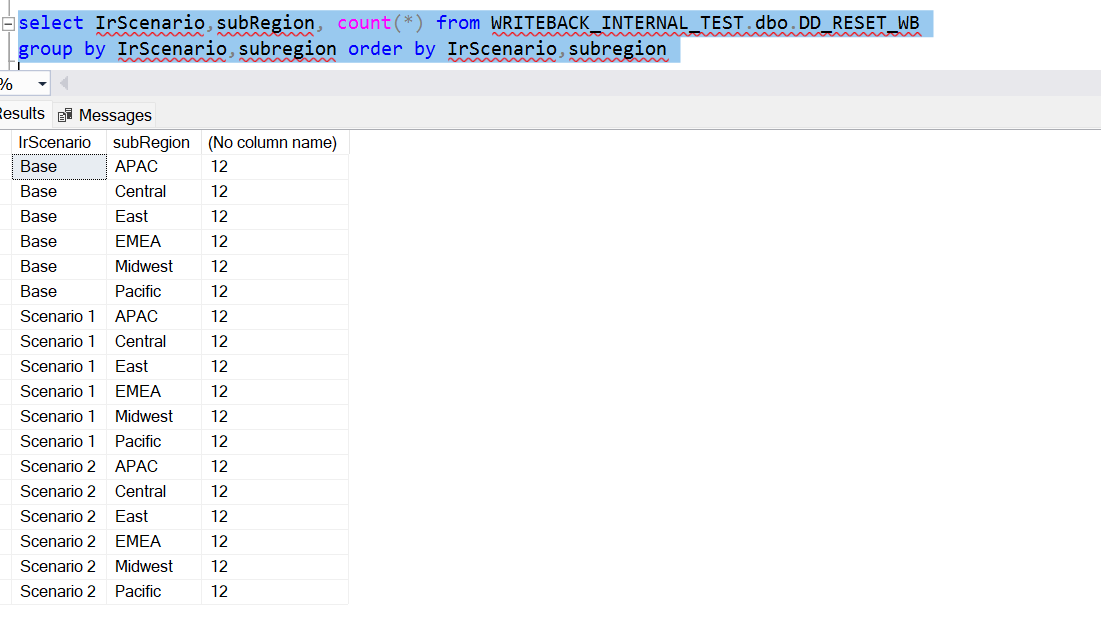 select IrScenario,subRegion, count(*) from WRITEBACK_INTERNAL_TEST.dbo.DD_RESET_WB
group by IrScenario,subregion order by IrScenario,subregion
%
esults Messages
IrScenario subRegion (No column name)
Base APAC 12
Base Central 12
Base East 12
Base EMEA 12
Base Midwest 12
Base Pacific 12
Scenario 1 APAC 12
Scenario 1 Central 12
Scenario 1 East 12
Scenario 1 EMEA 12
Scenario 1 Midwest 12
Scenario 1 Pacific 12
Scenario 2 APAC 12
Scenario 2 Central 12
Scenario 2 East 12
Scenario 2 EMEA 12
Scenario 2 Midwest 12
Scenario 2 Pacific 12